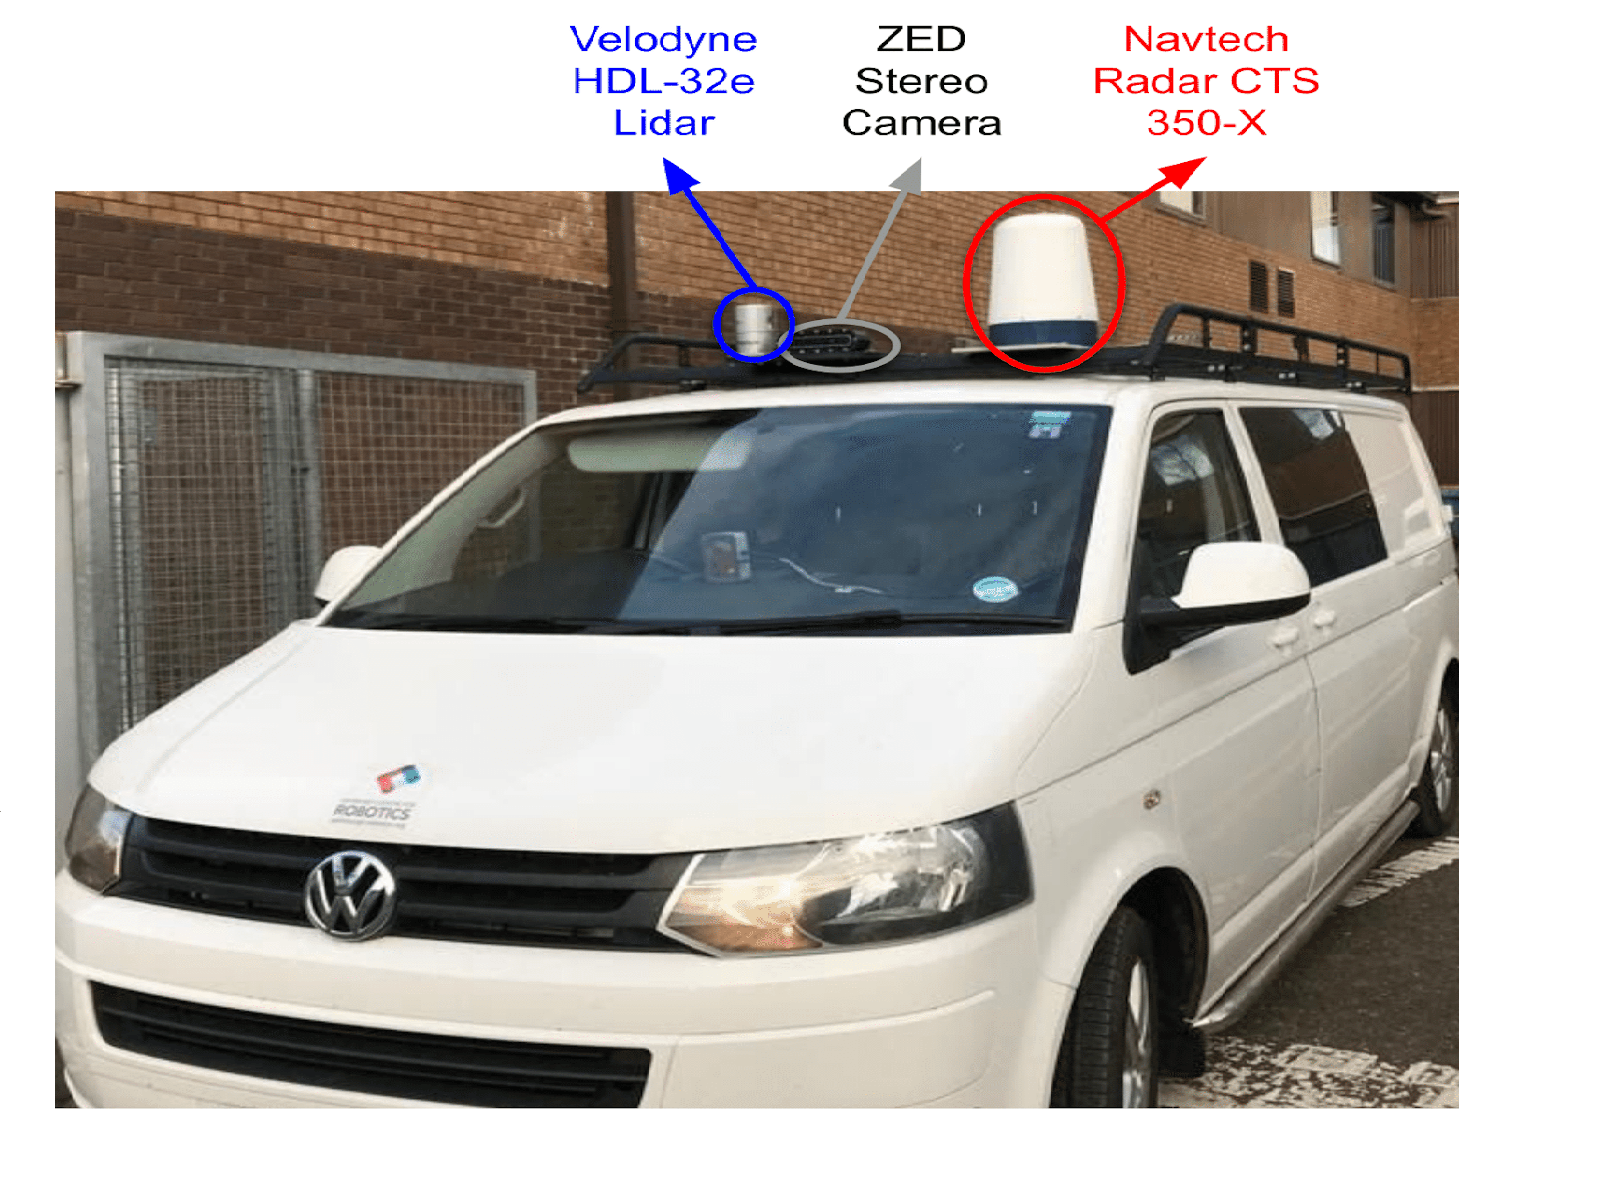 Velodyne
HDL-32e
Lidar
ZED
Stereo
Camera
Navtech
Radar CTS
350-X
ROBOTICS